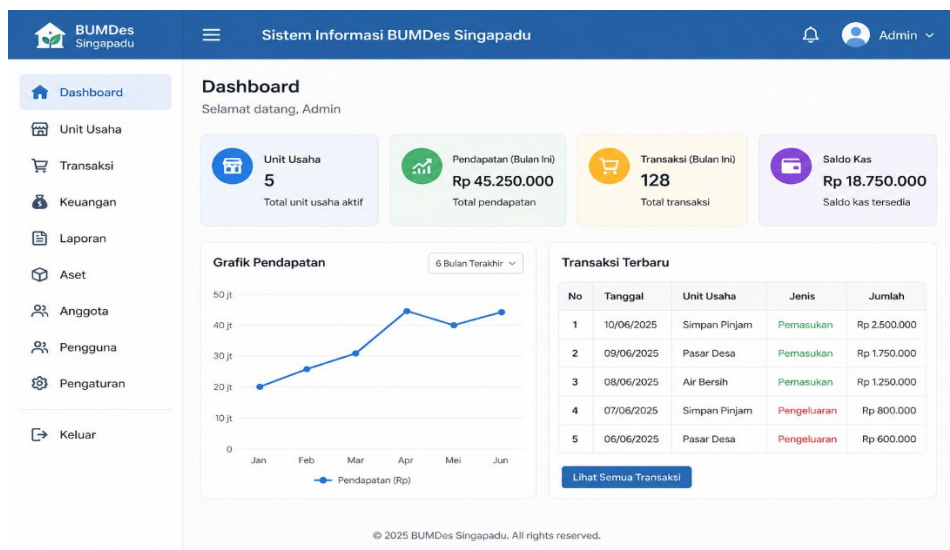 BUMDes
Singapadu
Sistem Informasi BUMDes Singapadu
Admin
Dashboard
Unit Usaha
Transaksi
Keuangan
Laporan
Aset
Anggota
Pengguna
Pengaturan
Keluar
Dashboard
Selamat datang, Admin
Unit Usaha
5
Total unit usaha aktif
Pendapatan (Bulan Ini)
Rp 45.250.000
Total pendapatan
Transaksi (Bulan Ini)
128
Total transaksi
Saldo Kas
Rp 18.750.000
Saldo kas tersedia
Grafik Pendapatan
6 Bulan Terakhir
50 jt
40 jt
30 jt
20 jt
10 jt
0
Jan Feb Mar Apr Mei Jun
Pendapatan (Rp)
Transaksi Terbaru
No Tanggal Unit Usaha Jenis Jumlah
1 10/06/2025 Simpan Pinjam Pemasukan Rp 2.500.000
2 09/06/2025 Pasar Desa Pemasukan Rp 1.750.000
3 08/06/2025 Air Bersih Pemasukan Rp 1.250.000
4 07/06/2025 Simpan Pinjam Pengeluaran Rp 800.000
5 06/06/2025 Pasar Desa Pengeluaran Rp 600.000
Lihat Semua Transaksi
© 2025 BUMDes Singapadu. All rights reserved.